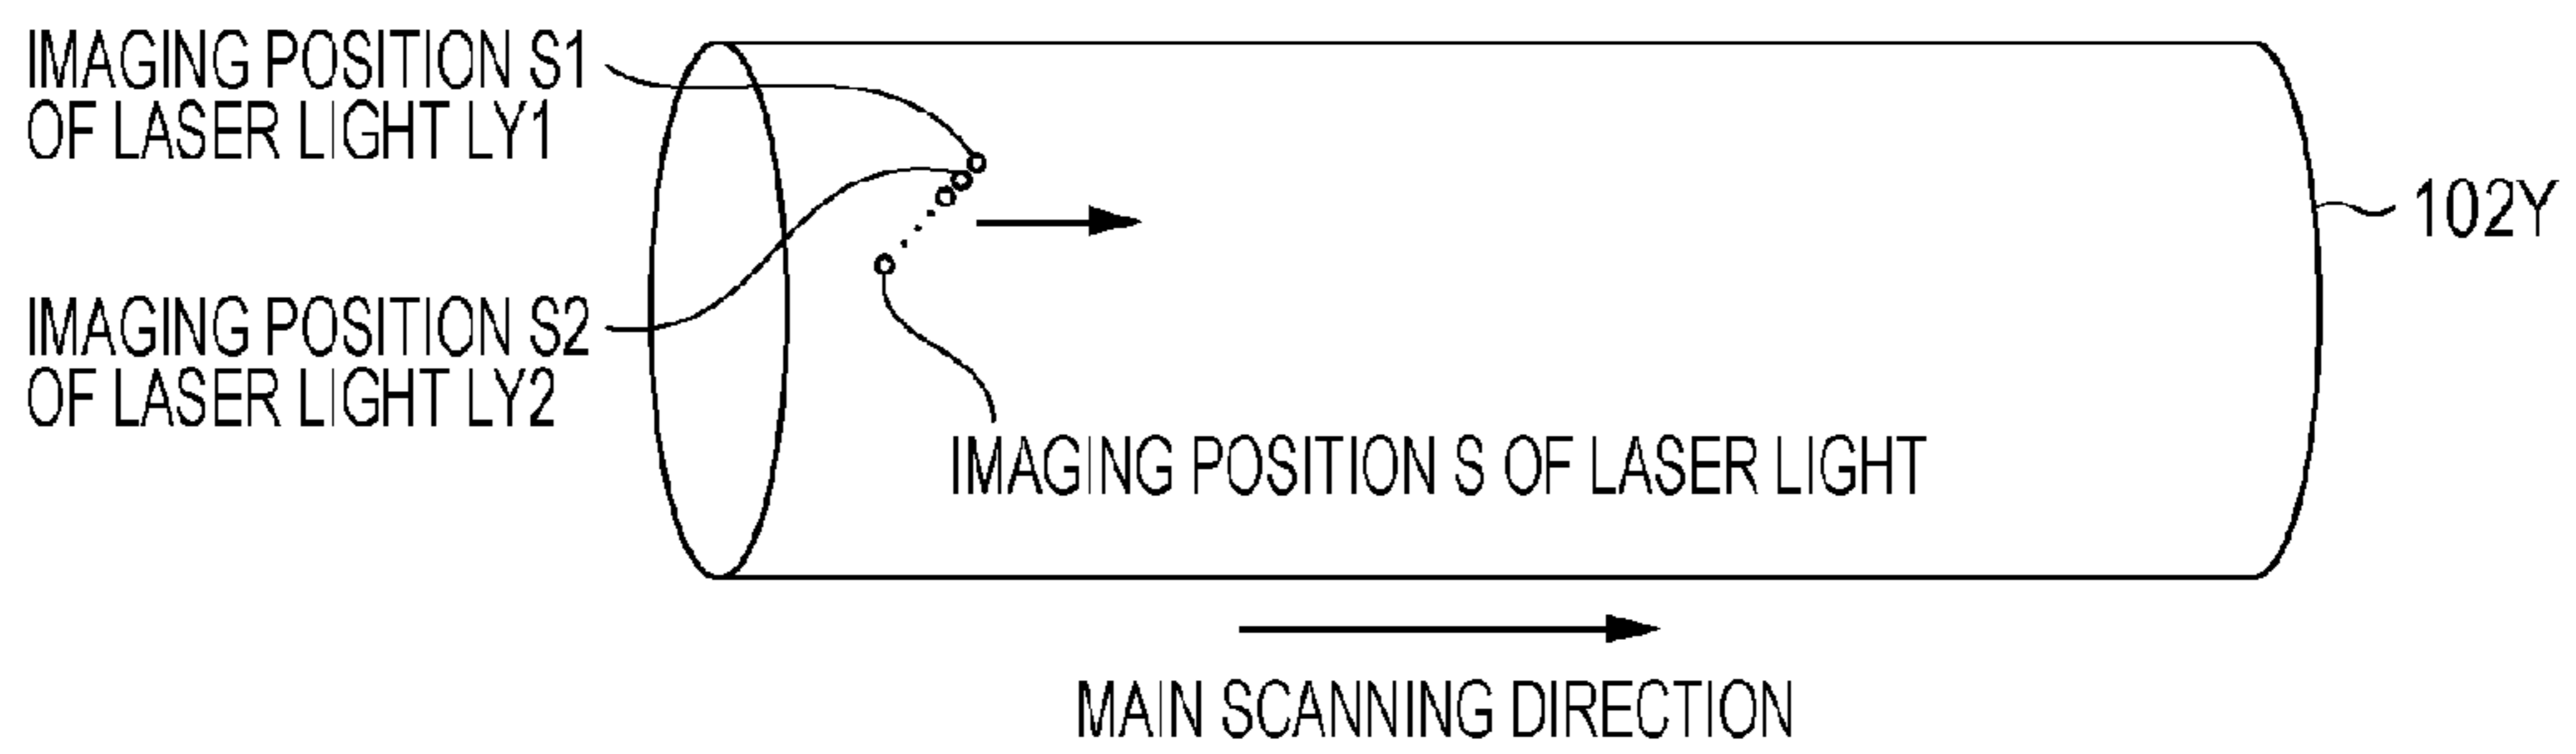 IMAGING POSITION S1
OF LASER LIGHT LY1
102Y
IMAGING POSITION S2
OF LASER LIGHT LY2
IMAGING POSITION S OF LASER LIGHT
MAIN SCANNING DIRECTION